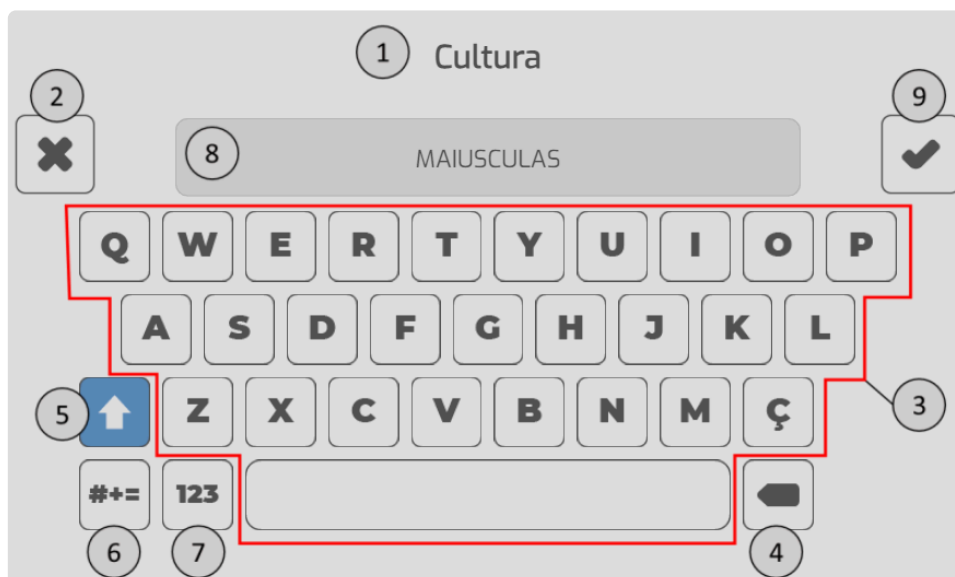 1 Cultura
2 9
8 MAIUSCULAS
Q W E R T Y U I O P
A S D F G H J K L
3
5 Z X C V B N M Ç
#+= 123
6 7 4